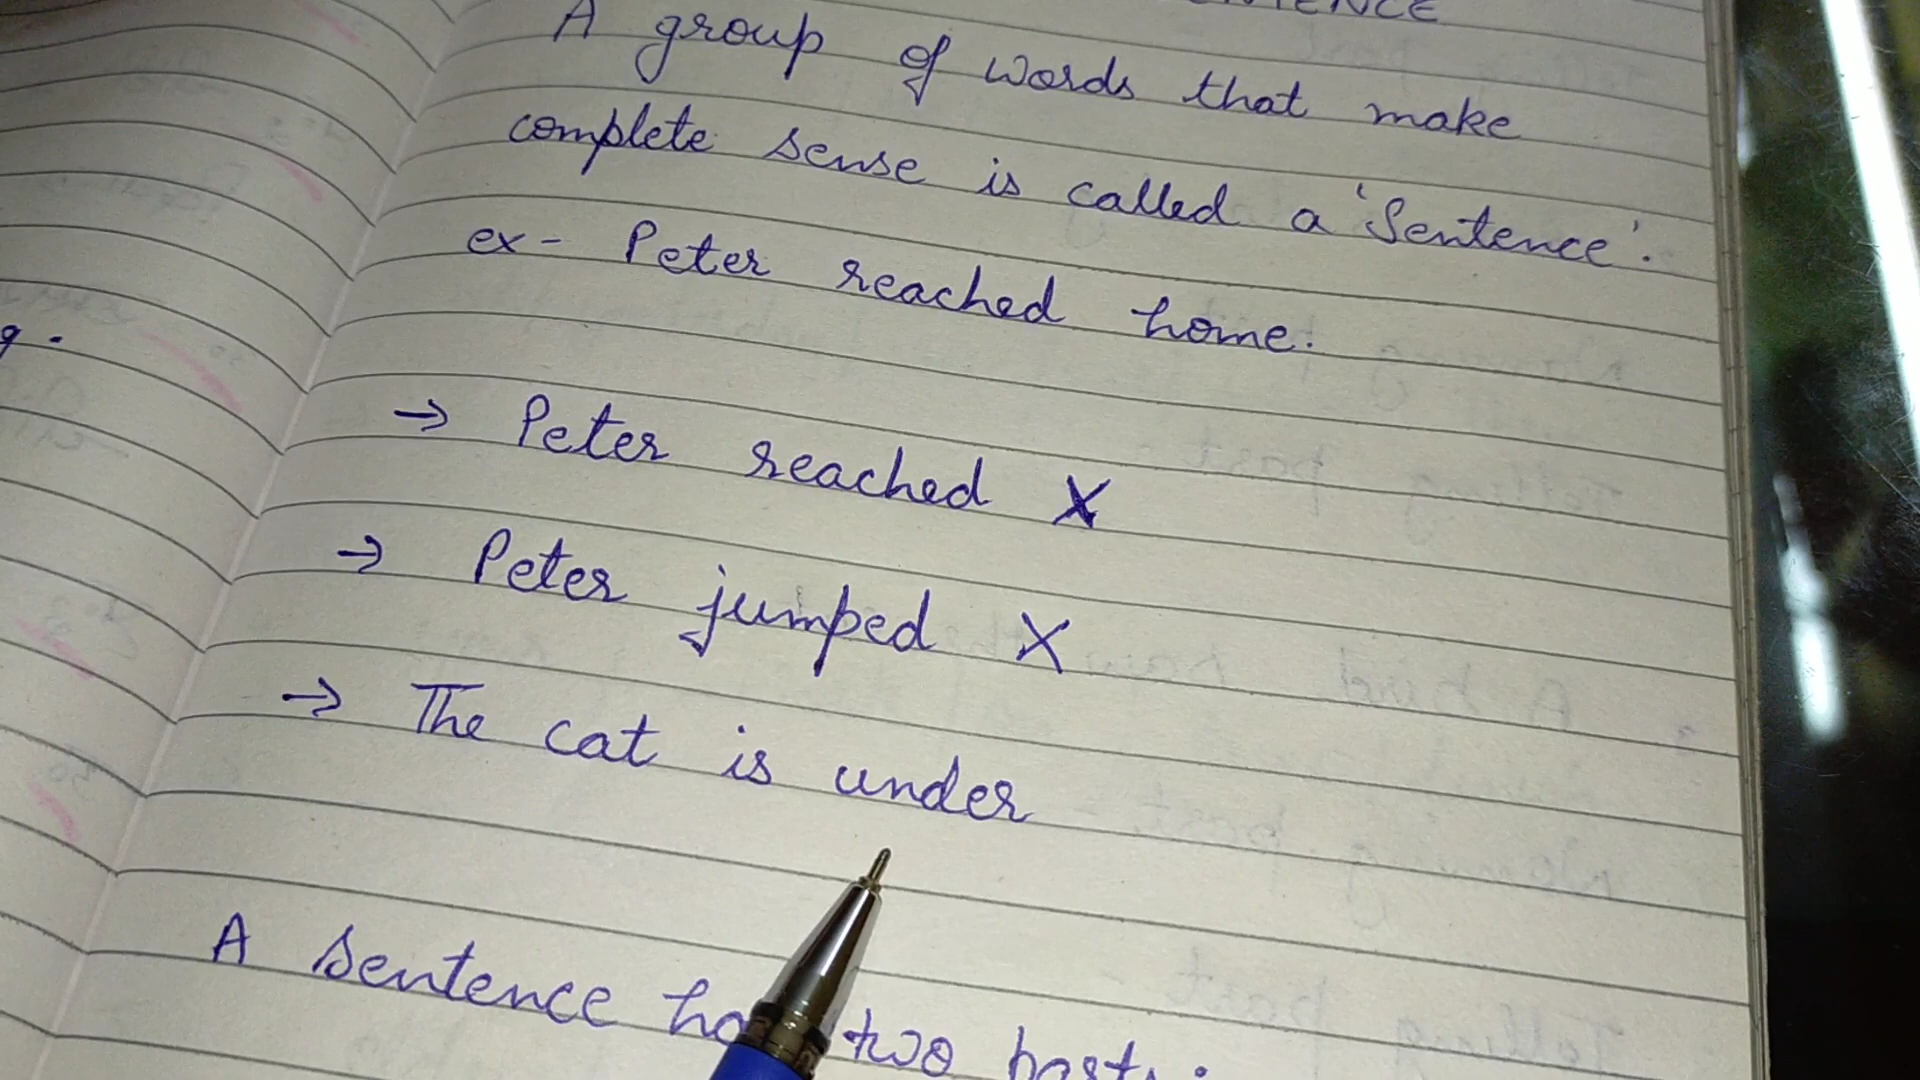 A group of words that make
complete sense is called a 'Sentence'.
ex - Peter reached home.
→ Peter reached X
→ Peter jumped X
→ The cat is under
A sentence two